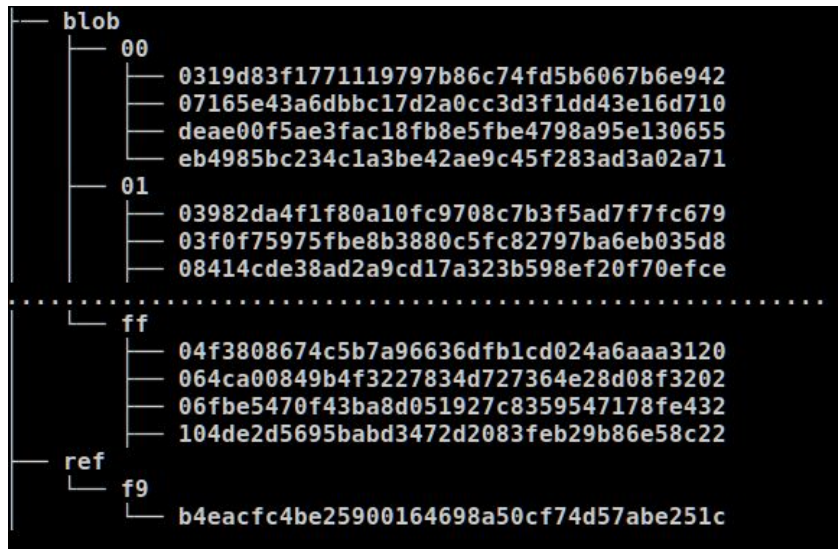 blob
00
0319d83f1771119797b86c74fd5b6067b6e942
07165e43a6dbbc17d2a0cc3d3f1dd43e16d710
deae00f5ae3fac18fb8e5fbe4798a95e130655
eb4985bc234c1a3be42ae9c45f283ad3a02a71
01
03982da4f1f80a10fc9708c7b3f5ad7f7fc679
03f0f75975fbe8b3880c5fc82797ba6eb035d8
08414cde38ad2a9cd17a323b598ef20f70efce
ff
04f3808674c5b7a96636dfb1cd024a6aaa3120
064ca00849b4f3227834d727364e28d08f3202
06fbe5470f43ba8d051927c8359547178fe432
104de2d5695babd3472d2083feb29b86e58c22
ref
f9
b4eacfc4be25900164698a50cf74d57abe251c